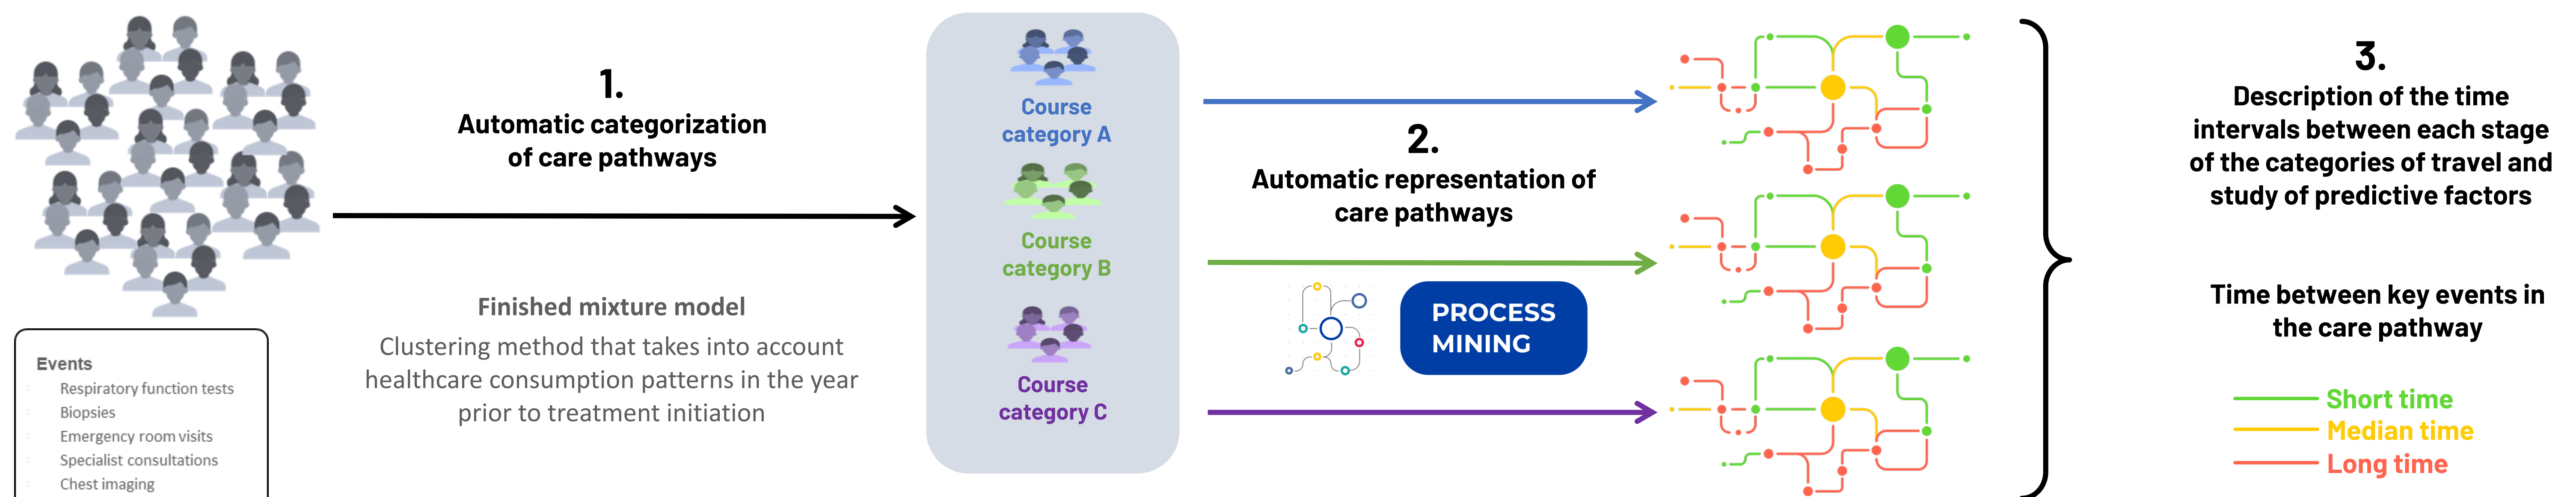 1.
Automatic categorization
of care pathways
Finished mixture model
Clustering method that takes into account
healthcare consumption patterns in the year
prior to treatment initiation
Events
Respiratory function tests
Biopsies
Emergency room visits
Specialist consultations
Chest imaging
Course
category A
Course
category B
Course
category C
2.
Automatic representation of
care pathways
PROCESS
MINING
3.
Description of the time
intervals between each stage
of the categories of travel and
study of predictive factors
Time between key events in
the care pathway
Short time
Median time
Long time